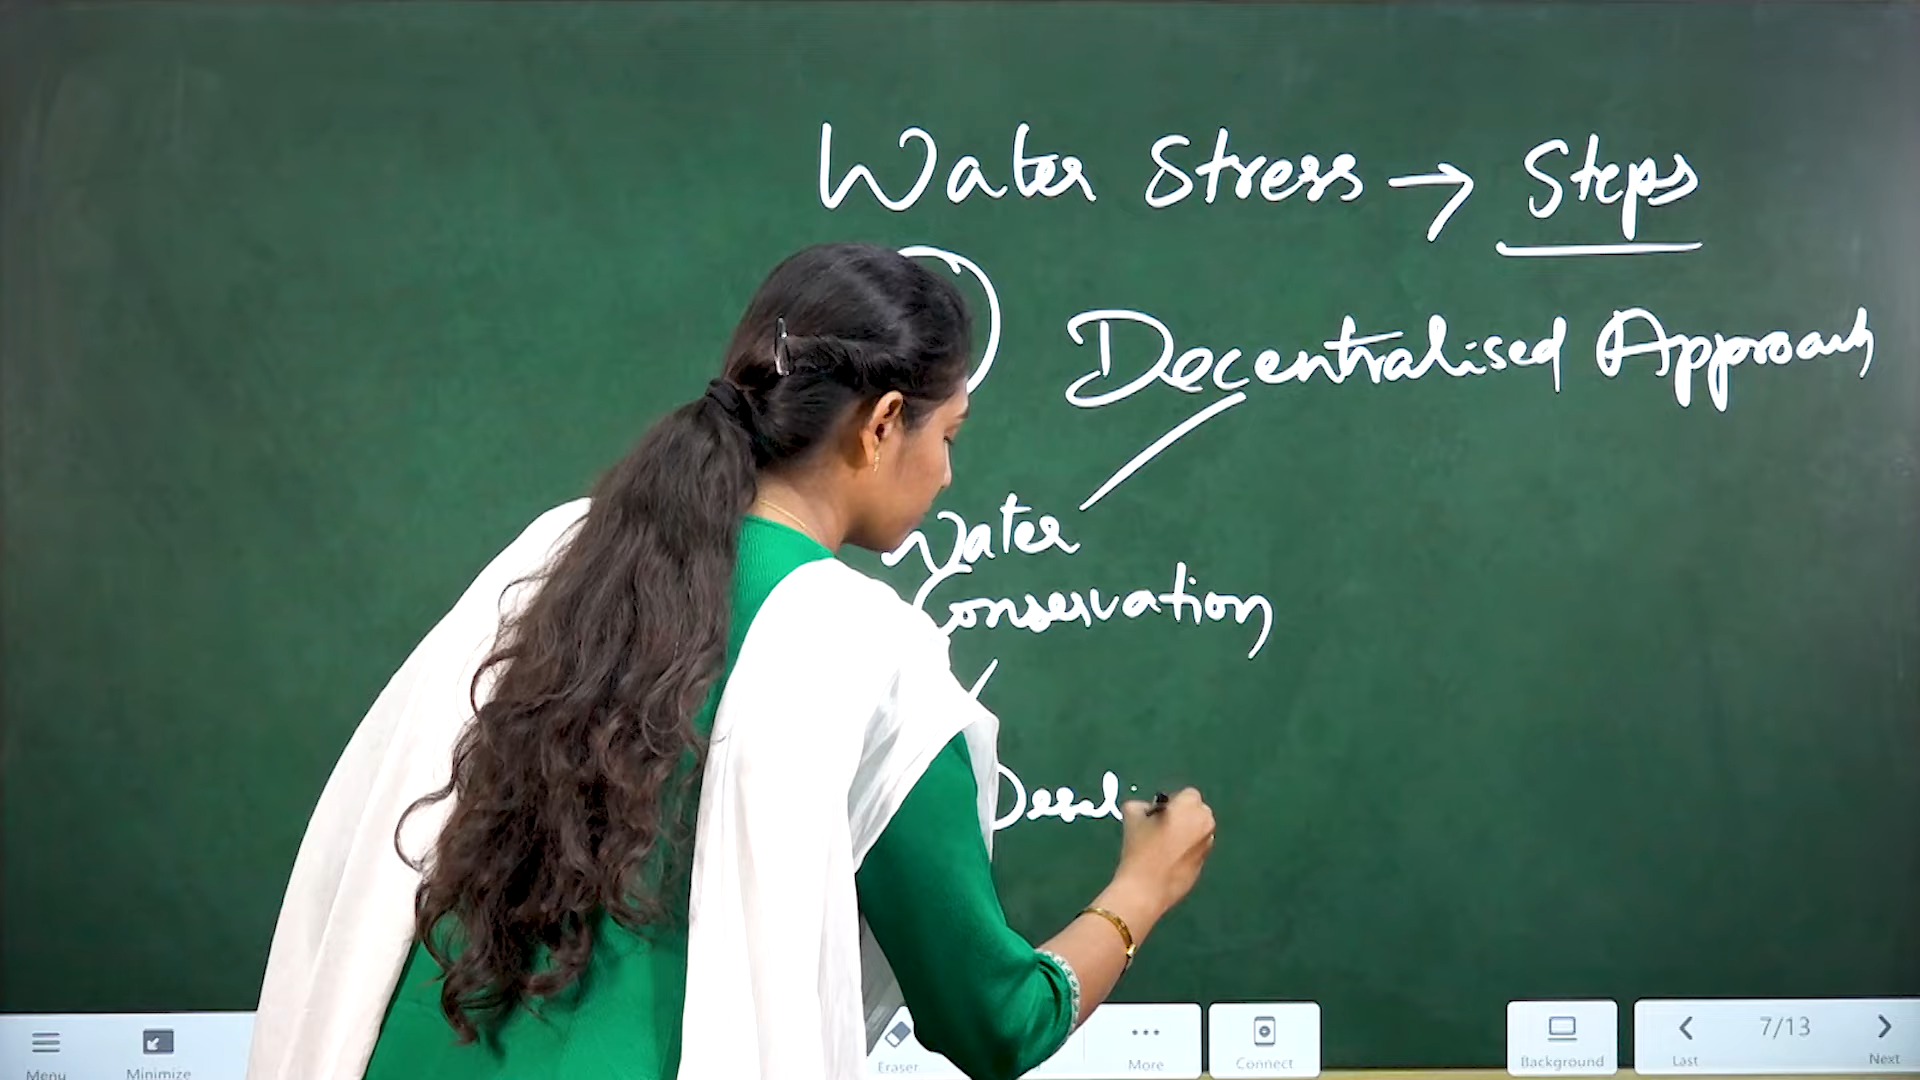 Water Stress → Steps
Decentralised Approach
Water
Conservation
Desali
Menu
Minimize
Eraser
More
Connect
Background
Last
7/13
Next